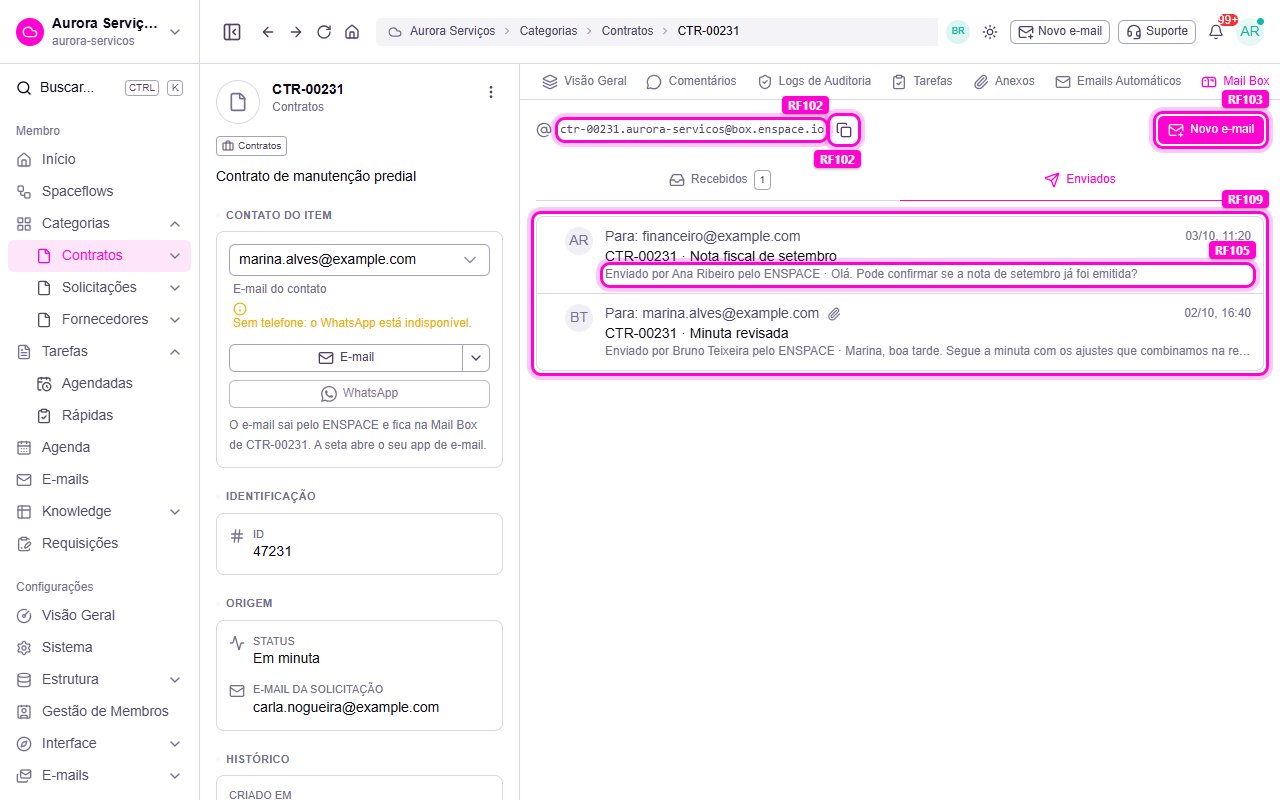 Aurora Serviç...
aurora-servicos
Aurora Serviços
Categorias
Contratos
CTR-00231
BR
Novo e-mail
Suporte
99+
AR
Buscar...
CTRL
K
Membro
Início
Spaceflows
Categorias
Contratos
Solicitações
Fornecedores
Tarefas
Agendadas
Rápidas
Agenda
E-mails
Knowledge
Requisições
Configurações
Visão Geral
Sistema
Estrutura
Gestão de Membros
Interface
E-mails
CTR-00231
Contratos
Contratos
Contrato de manutenção predial
CONTATO DO ITEM
marina.alves@example.com
E-mail do contato
Sem telefone: o WhatsApp está indisponível.
E-mail
WhatsApp
O e-mail sai pelo ENSPACE e fica na Mail Box
de CTR-00231. A seta abre o seu app de e-mail.
IDENTIFICAÇÃO
ID
47231
ORIGEM
STATUS
Em minuta
E-MAIL DA SOLICITAÇÃO
carla.nogueira@example.com
HISTÓRICO
CRIADO EM
Visão Geral
Comentários
Logs de Auditoria
Tarefas
Anexos
Emails Automáticos
Mail Box
RF102
RF103
ctr-00231.aurora-servicos@box.enspace.io
Novo e-mail
RF102
Recebidos
1
Enviados
RF109
AR
Para: financeiro@example.com
03/10, 11:20
CTR-00231 · Nota fiscal de setembro
RF105
Enviado por Ana Ribeiro pelo ENSPACE · Olá. Pode confirmar se a nota de setembro já foi emitida?
BT
Para: marina.alves@example.com
02/10, 16:40
CTR-00231 · Minuta revisada
Enviado por Bruno Teixeira pelo ENSPACE · Marina, boa tarde. Segue a minuta com os ajustes que combinamos na re...